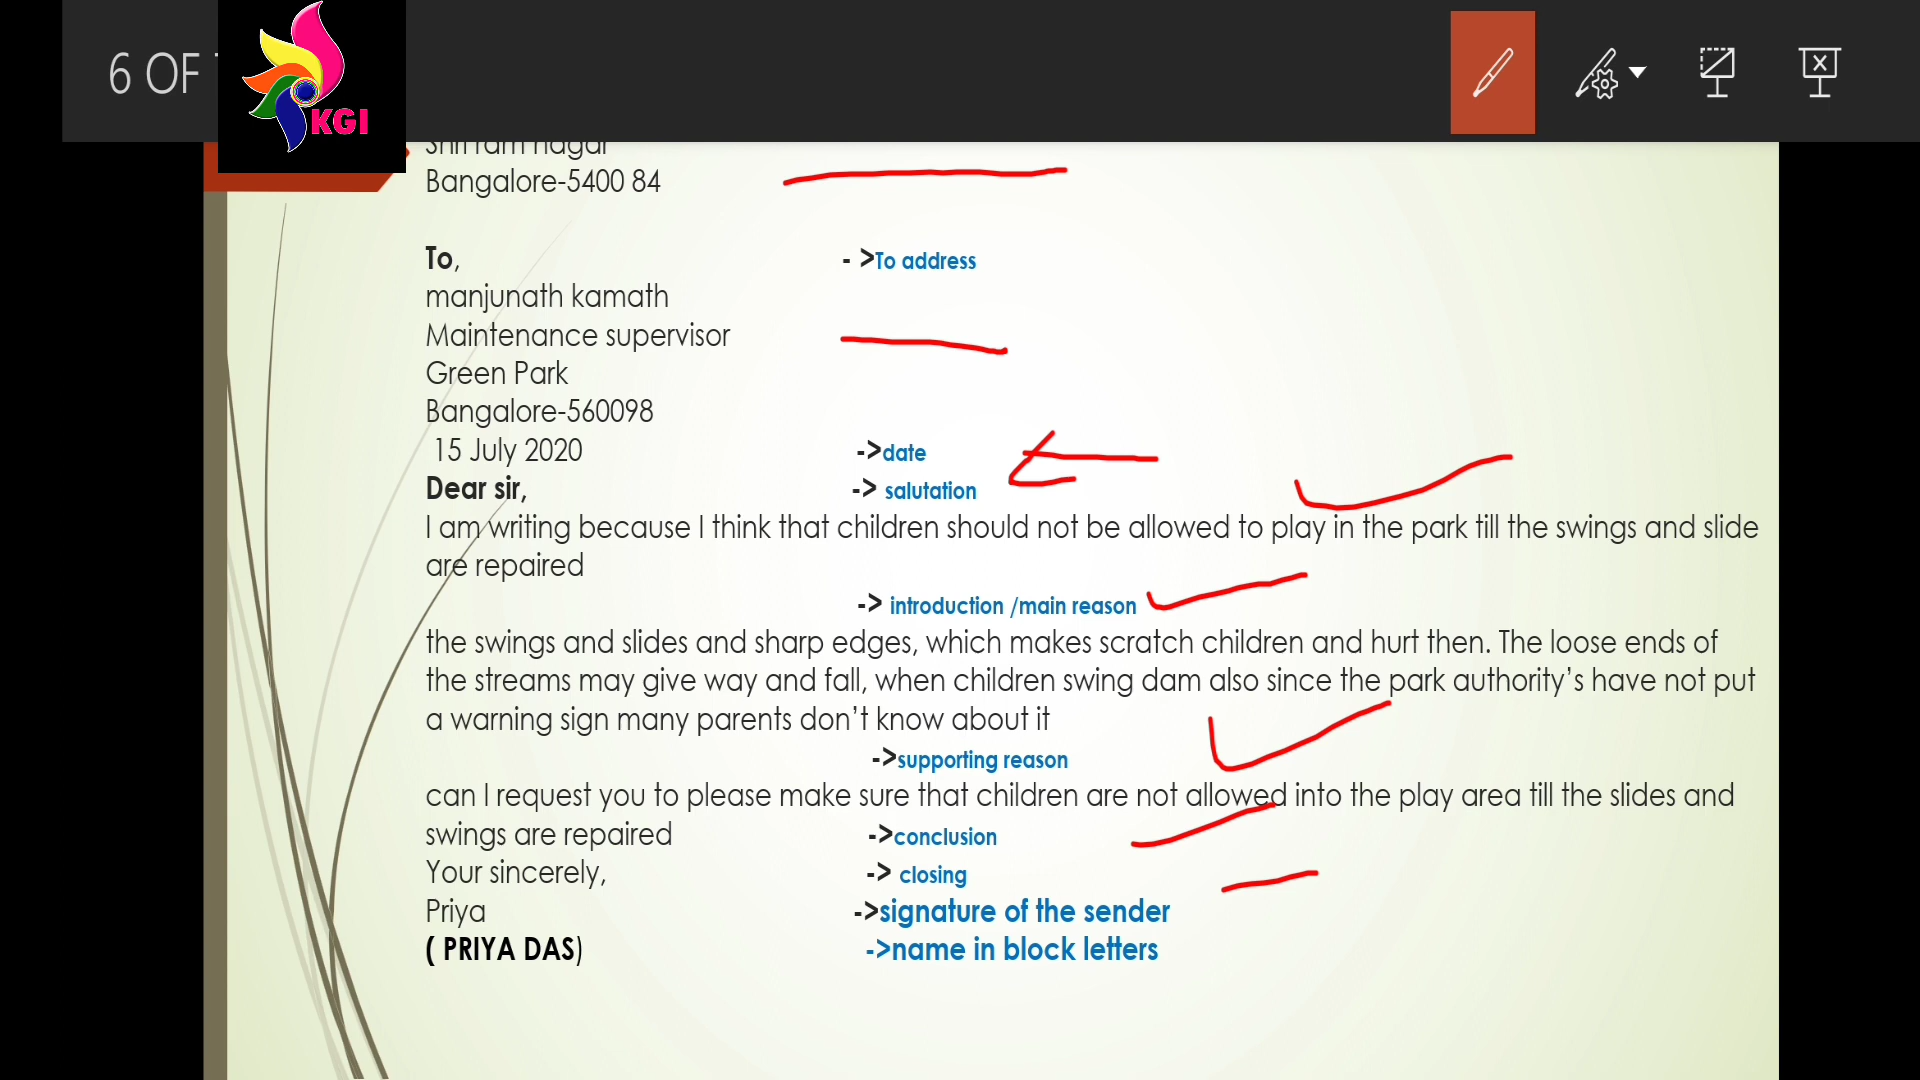 6 OF
KGI
Shri ram nagar
Bangalore-5400 84
To, - >To address
manjunath kamath
Maintenance supervisor
Green Park
Bangalore-560098
15 July 2020 ->date
Dear sir, -> salutation
I am writing because I think that children should not be allowed to play in the park till the swings and slide
are repaired
-> introduction /main reason
the swings and slides and sharp edges, which makes scratch children and hurt then. The loose ends of
the streams may give way and fall, when children swing dam also since the park authority’s have not put
a warning sign many parents don’t know about it
->supporting reason
can I request you to please make sure that children are not allowed into the play area till the slides and
swings are repaired ->conclusion
Your sincerely, -> closing
Priya ->signature of the sender
( PRIYA DAS) ->name in block letters